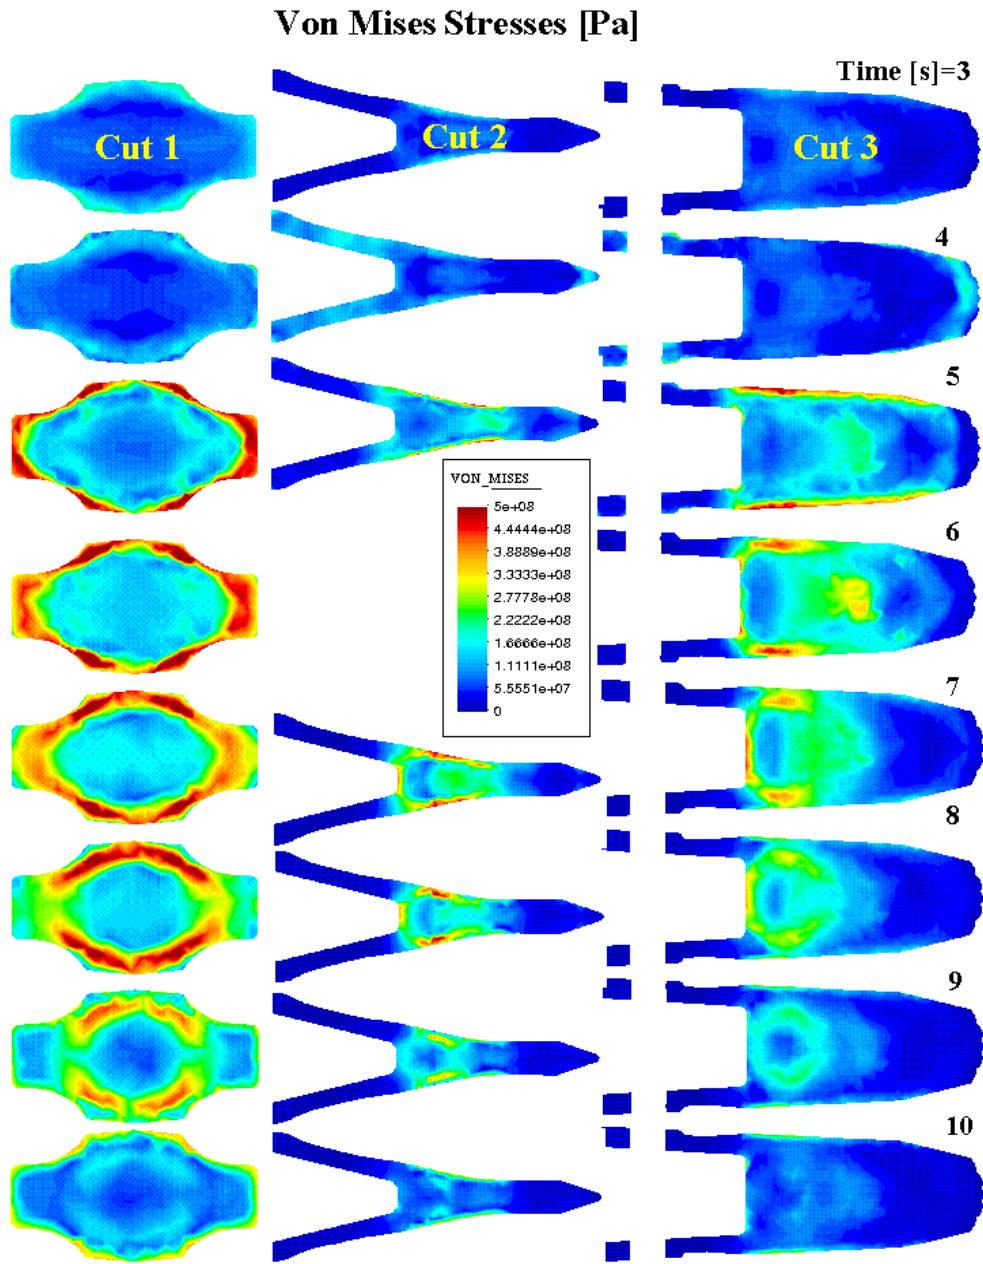 Von Mises Stresses [Pa]
Time [s]=3
Cut 1
Cut 2
Cut 3
4
5
VON_MISES
5e+08
4.4444e+08
3.8889e+08
3.3333e+08
2.7778e+08
2.2222e+08
1.6666e+08
1.1111e+08
5.5551e+07
0
6
7
8
9
10